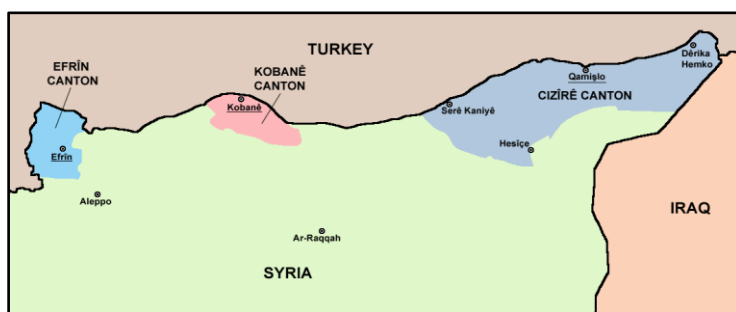 TURKEY
EFRÎN
CANTON
KOBANÊ
CANTON
Dêrika
Hemko
Qamişlo
CIZÎRÊ CANTON
Kobanê
Serê Kaniyê
Efrîn
Hesîçe
Aleppo
IRAQ
Ar-Raqqah
SYRIA